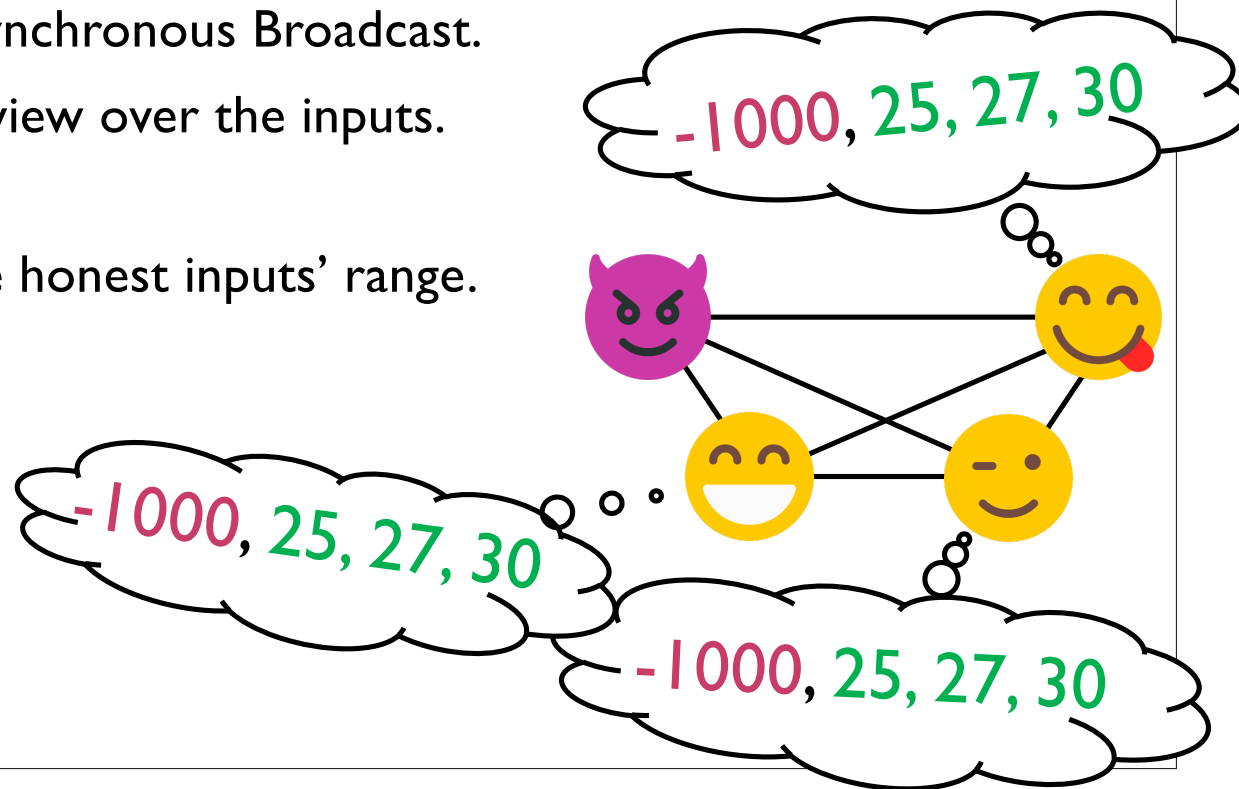 ynchronous Broadcast.
view over the inputs.
e honest inputs’ range.
-1000, 25, 27, 30
-1000, 25, 27, 30
-1000, 25, 27, 30